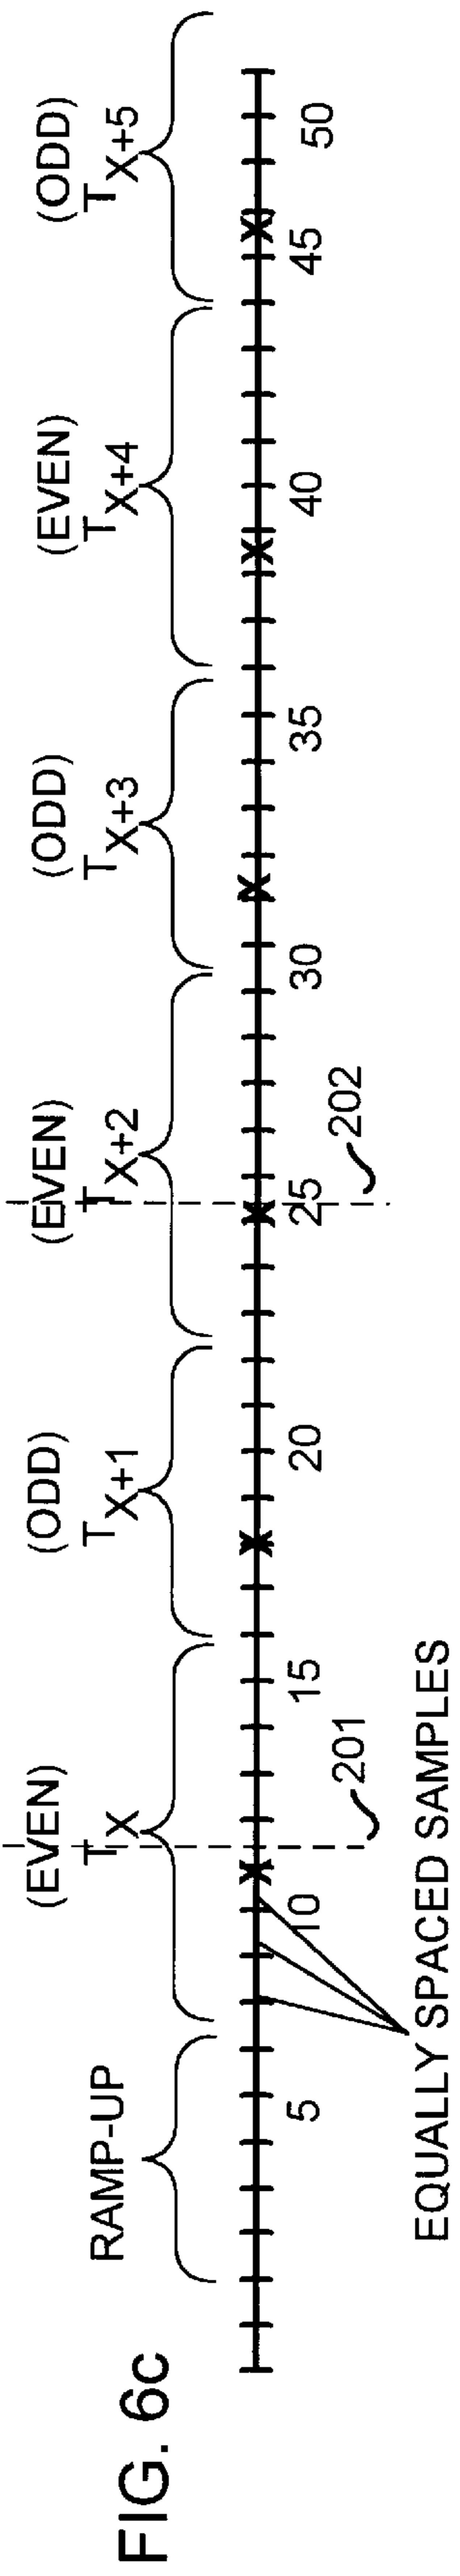 FIG. 6c
RAMP-UP
(EVEN)
T X
(ODD)
T X+1
(EVEN)
T X+2
(ODD)
T X+3
(EVEN)
T X+4
(ODD)
T X+5
5
10
15
20
25
30
35
40
45
50
201
202
EQUALLY SPACED SAMPLES